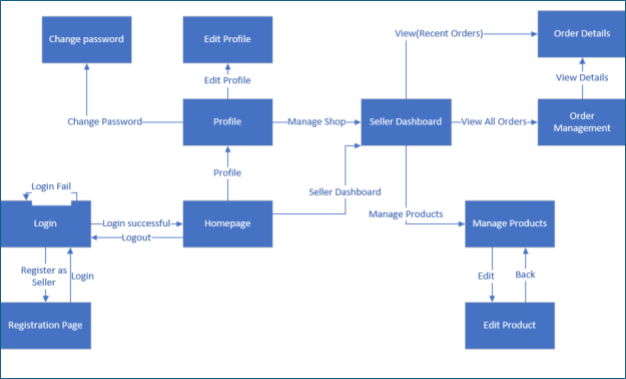 View(Recent Orders)
Change password
Edit Profile
Order Details
Edit Profile
View Details
Change Password
Profile
Manage Shop
Seller Dashboard
View All Orders
Order
Management
Profile
Login Fail
Seller Dashboard
Manage Products
Login
Login successful
Homepage
Manage Products
Logout
Register as
Seller
Login
Edit
Back
Registration Page
Edit Product